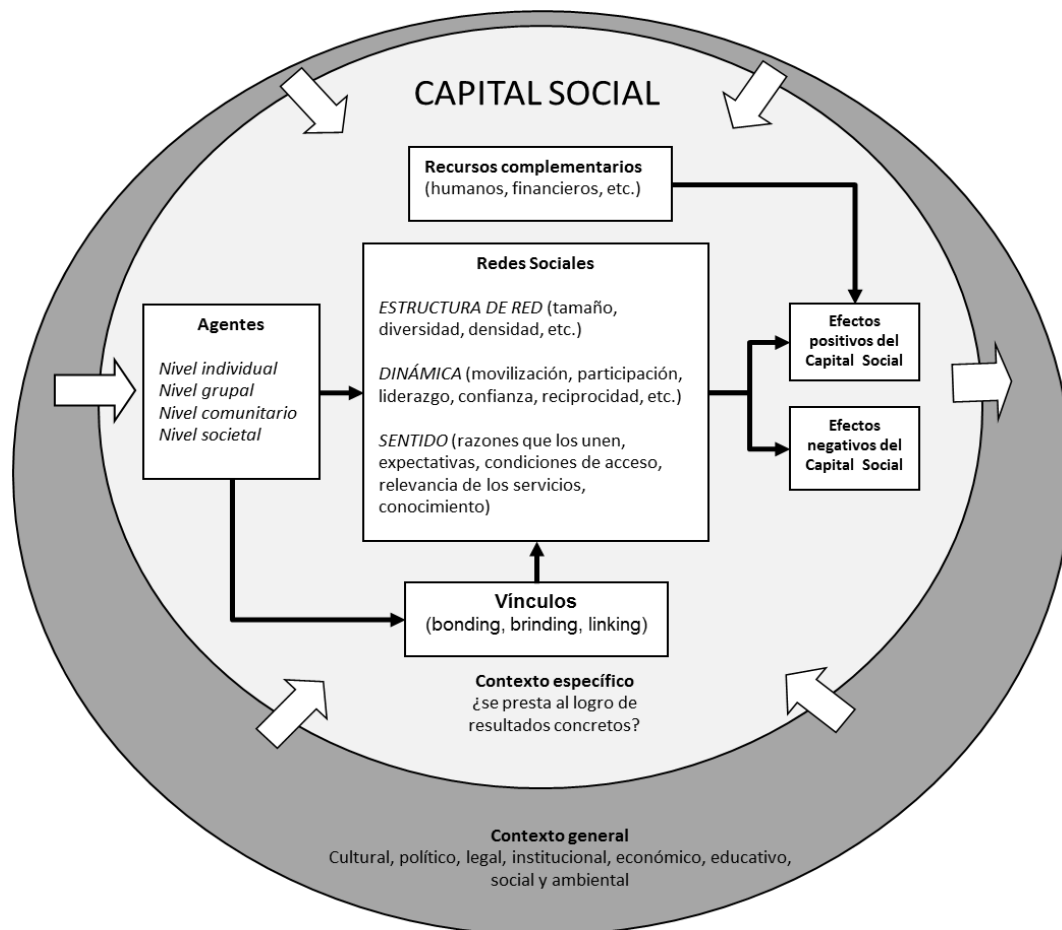 CAPITAL SOCIAL
Recursos complementarios
(humanos, financieros, etc.)
Redes Sociales
ESTRUCTURA DE RED (tamaño,
diversidad, densidad, etc.)
DINÁMICA (movilización, participación,
liderazgo, confianza, reciprocidad, etc.)
SENTIDO (razones que los unen,
expectativas, condiciones de acceso,
relevancia de los servicios,
conocimiento)
Agentes
Nivel individual
Nivel grupal
Nivel comunitario
Nivel societal
Efectos
positivos del
Capital Social
Efectos
negativos del
Capital Social
Vínculos
(bonding, brinding, linking)
Contexto específico
¿se presta al logro de
resultados concretos?
Contexto general
Cultural, político, legal, institucional, económico, educativo,
social y ambiental